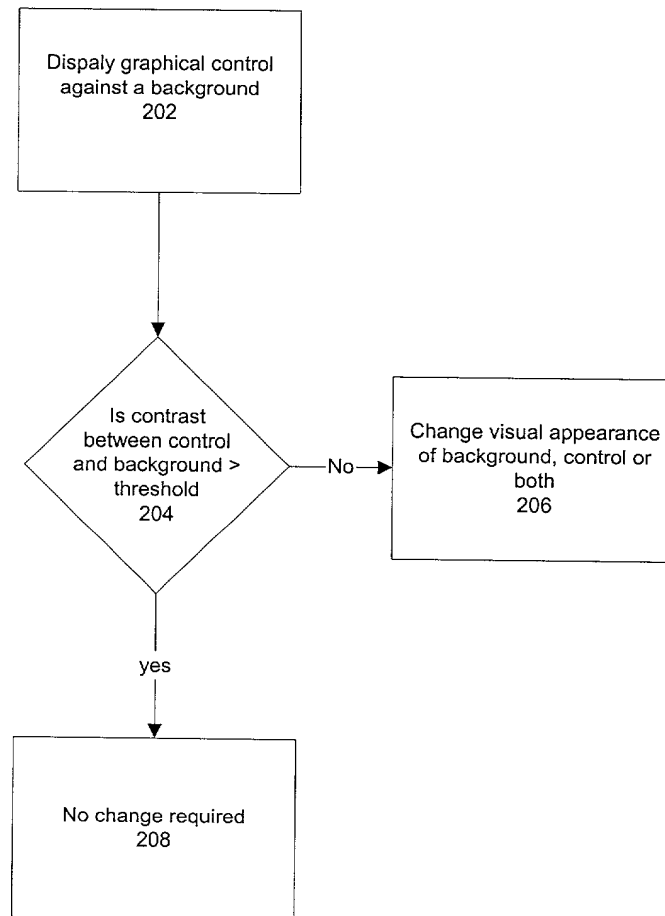 Dispaly graphical control
against a background
202
Is contrast
between control
and background >
threshold
204
No
Change visual appearance
of background, control or
both
206
yes
No change required
208